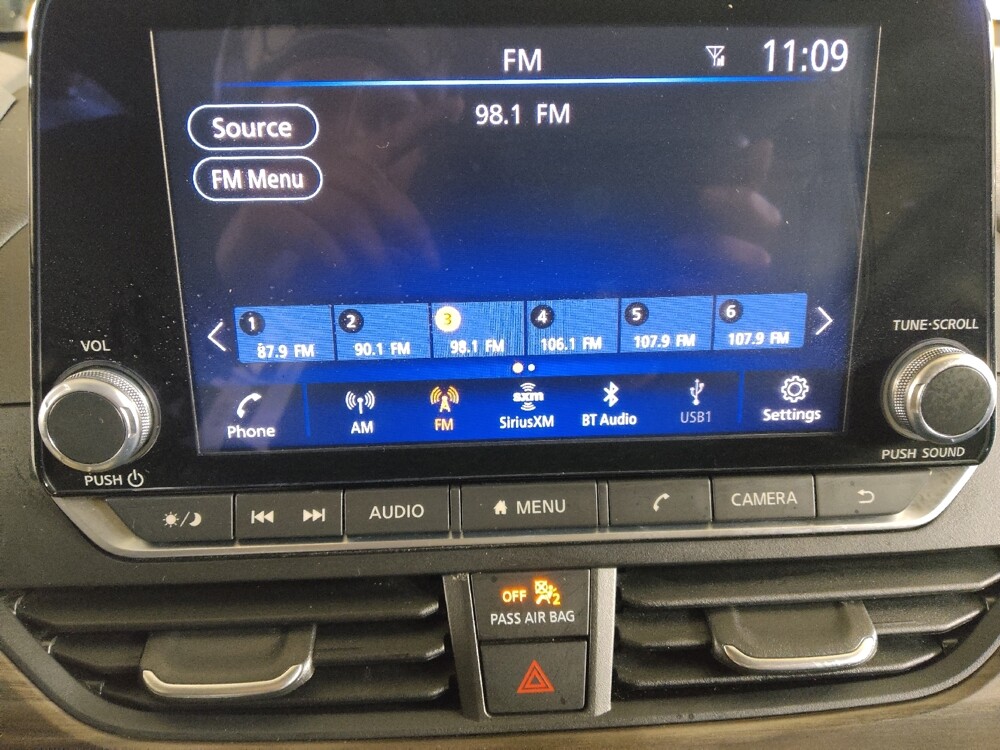 FM
11:09
98.1 FM
Source
FM Menu
1 2 3 4 5 6
87.9 FM 90.1 FM 98.1 FM 106.1 FM 107.9 FM 107.9 FM
VOL
TUNE·SCROLL
Phone AM FM sxm SiriusXM BT Audio USB1 Settings
PUSH
PUSH SOUND
AUDIO MENU CAMERA
OFF 2
PASS AIR BAG